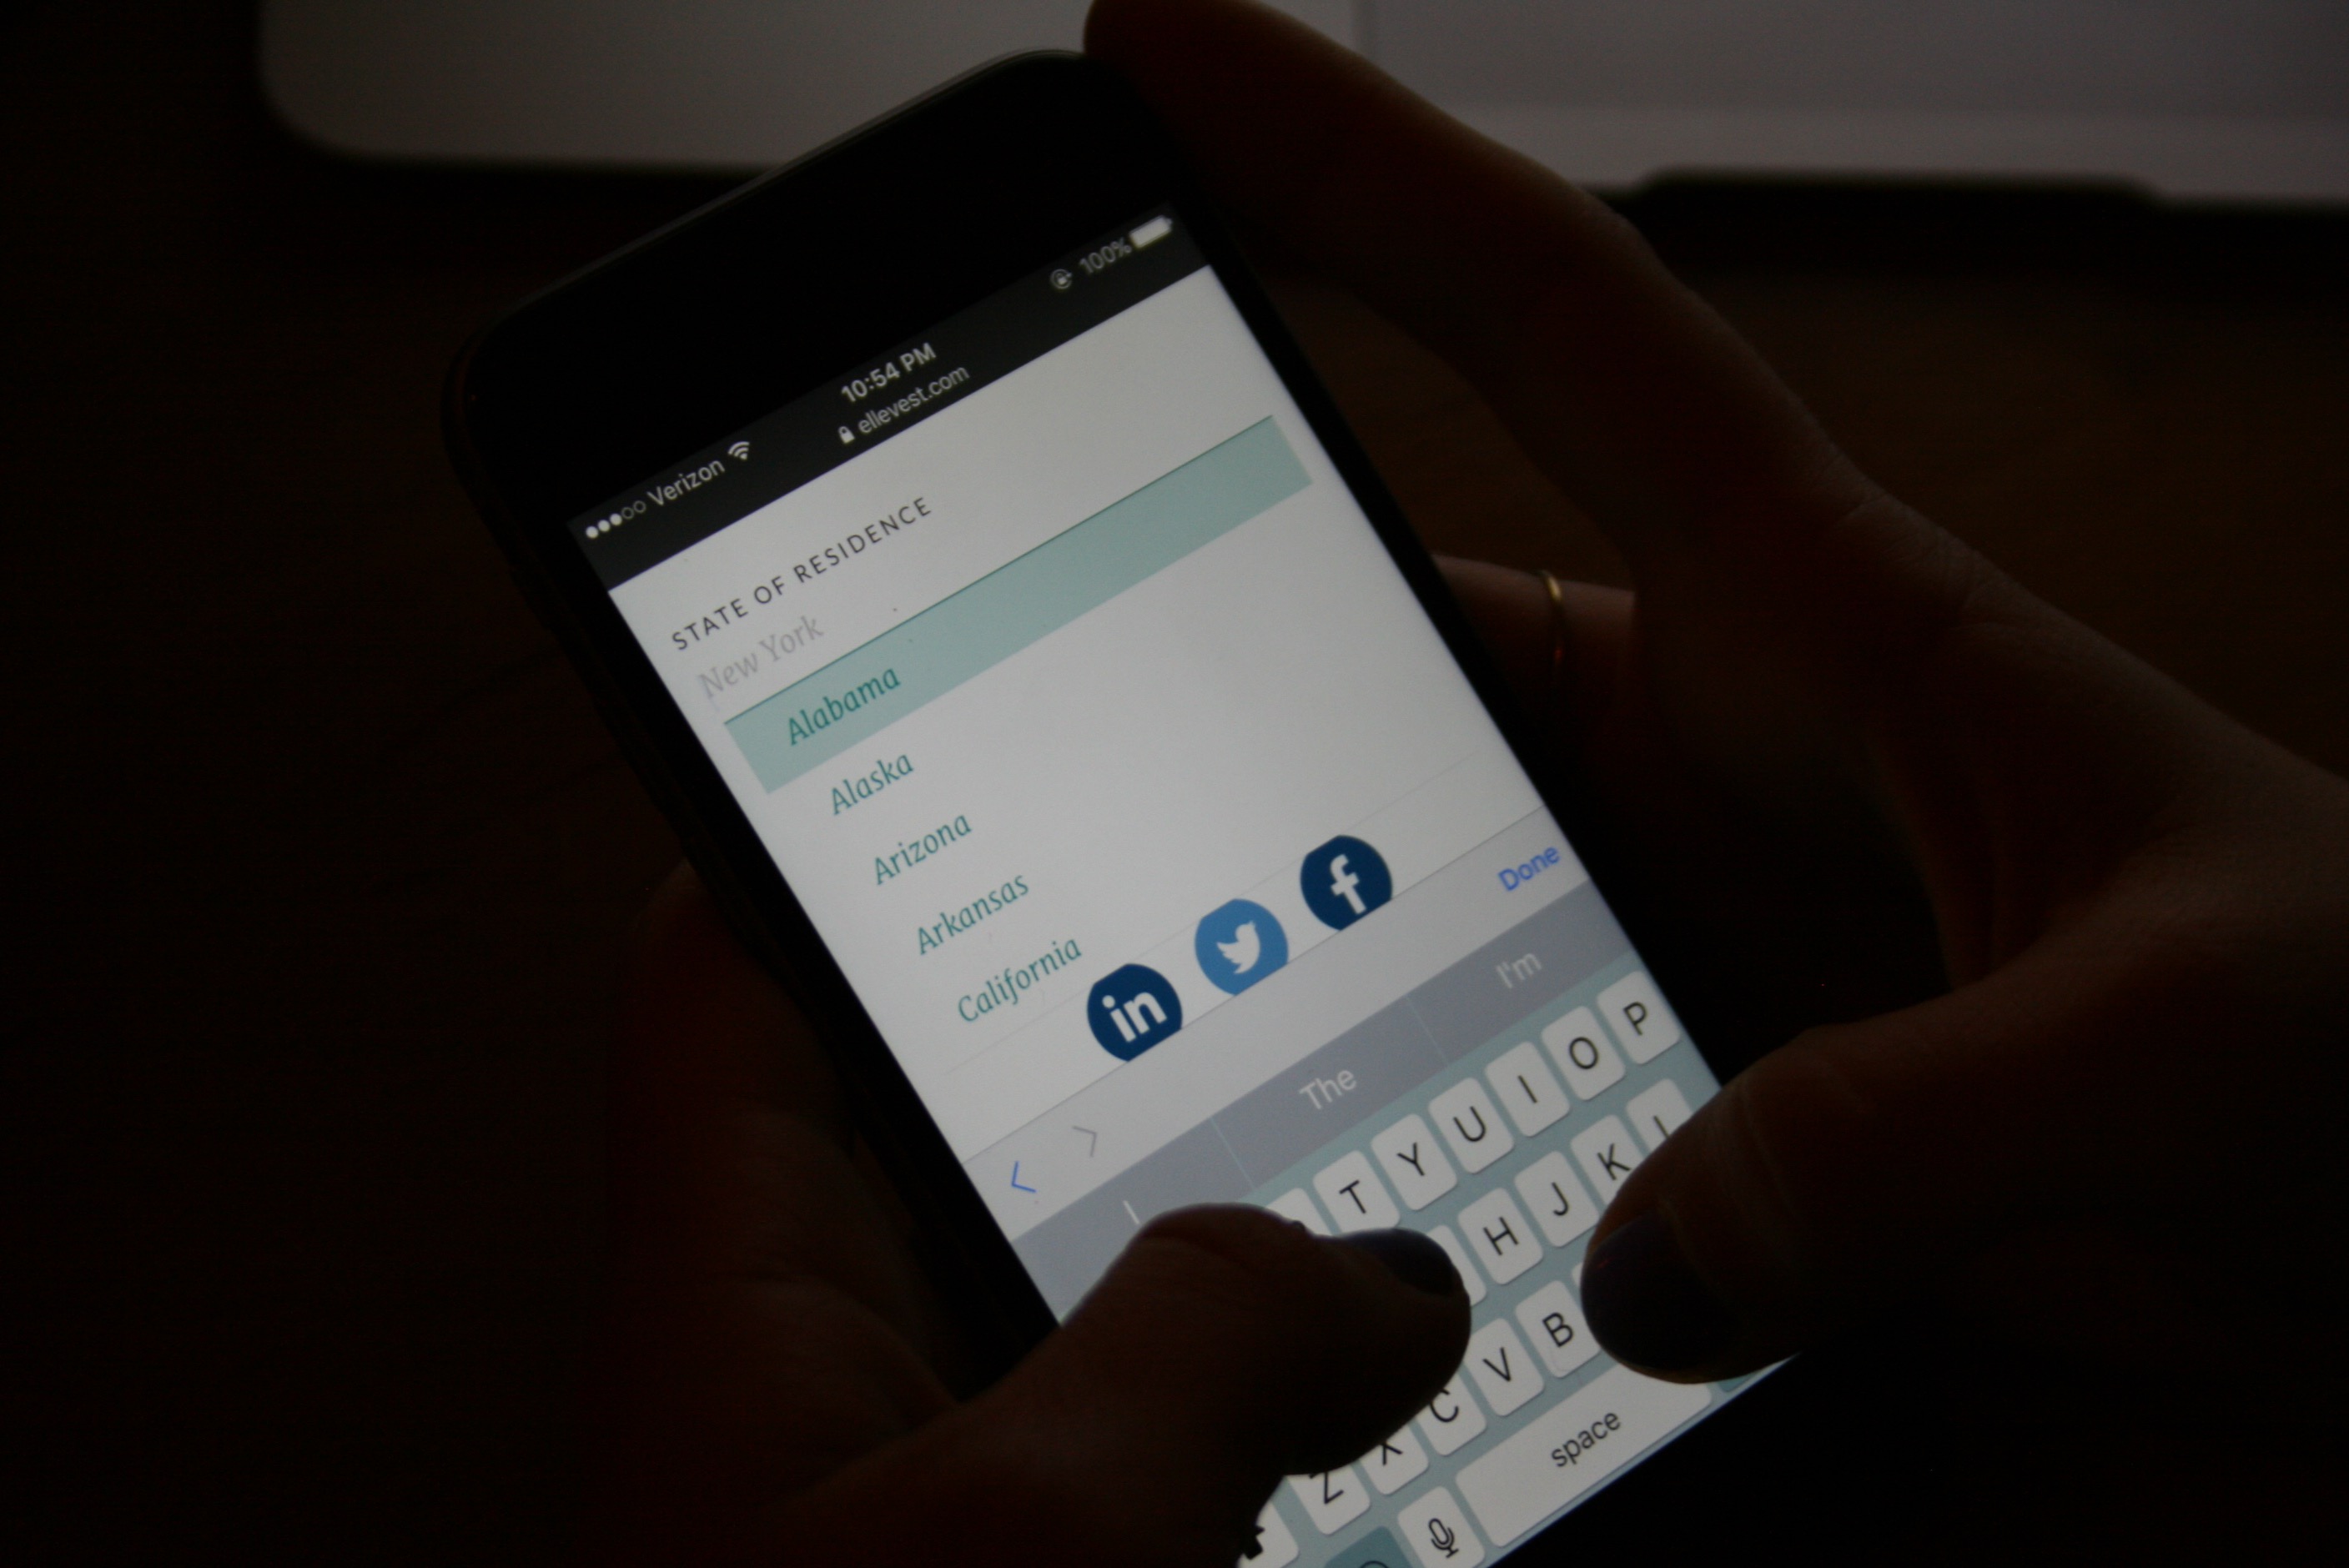 Verizon 10:54 PM 100%
ellevest.com
STATE OF RESIDENCE
New York
Alabama
Alaska
Arizona
Arkansas
California
in f
Done
I The I'm
T Y U I O P
H J K L
Z X C V B
space